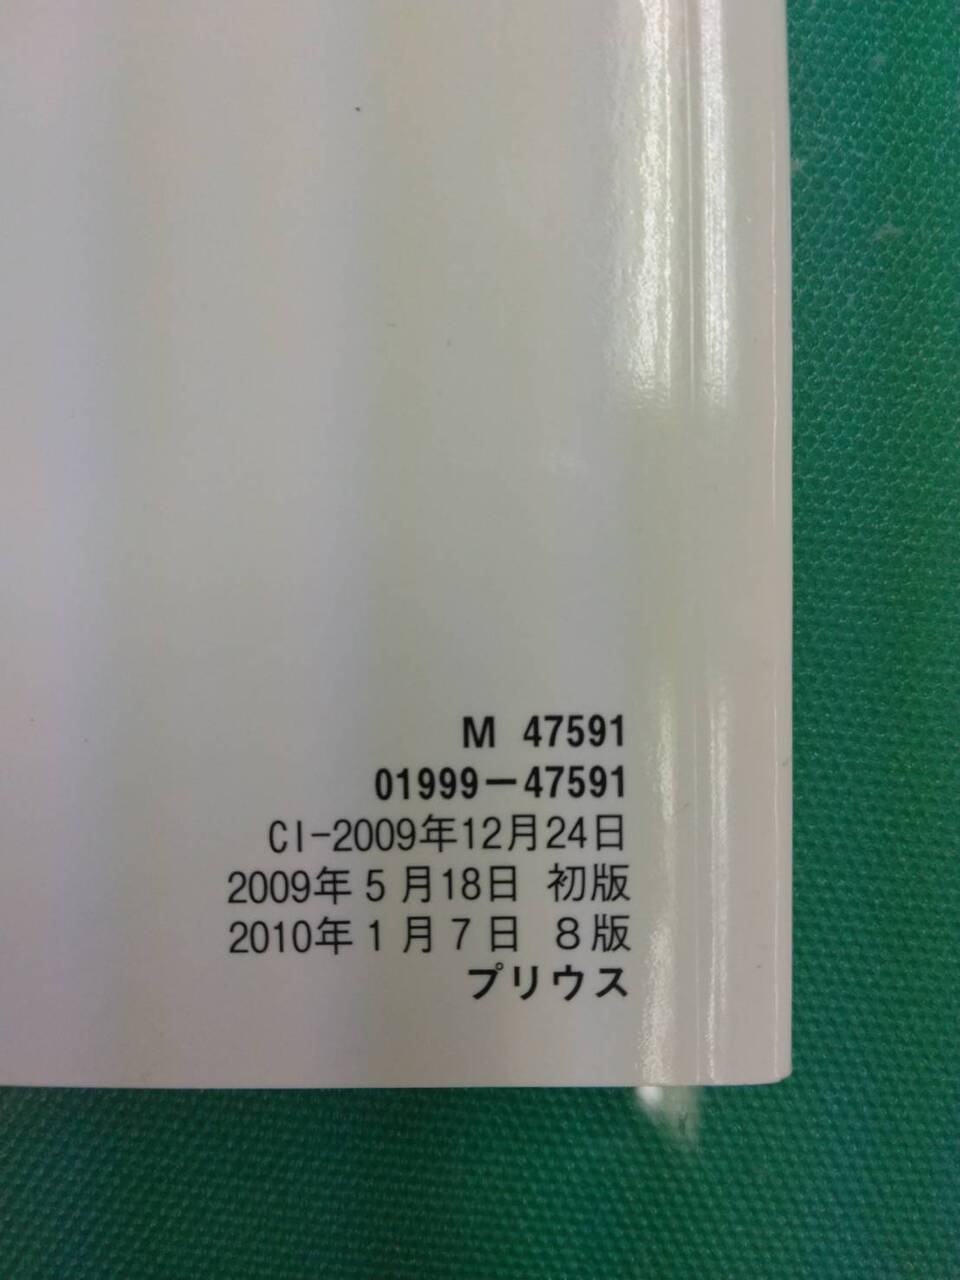 M 47591
01999-47591
CI-2009年12月24日
2009年5月18日 初版
2010年1月7日 8版
プリウス